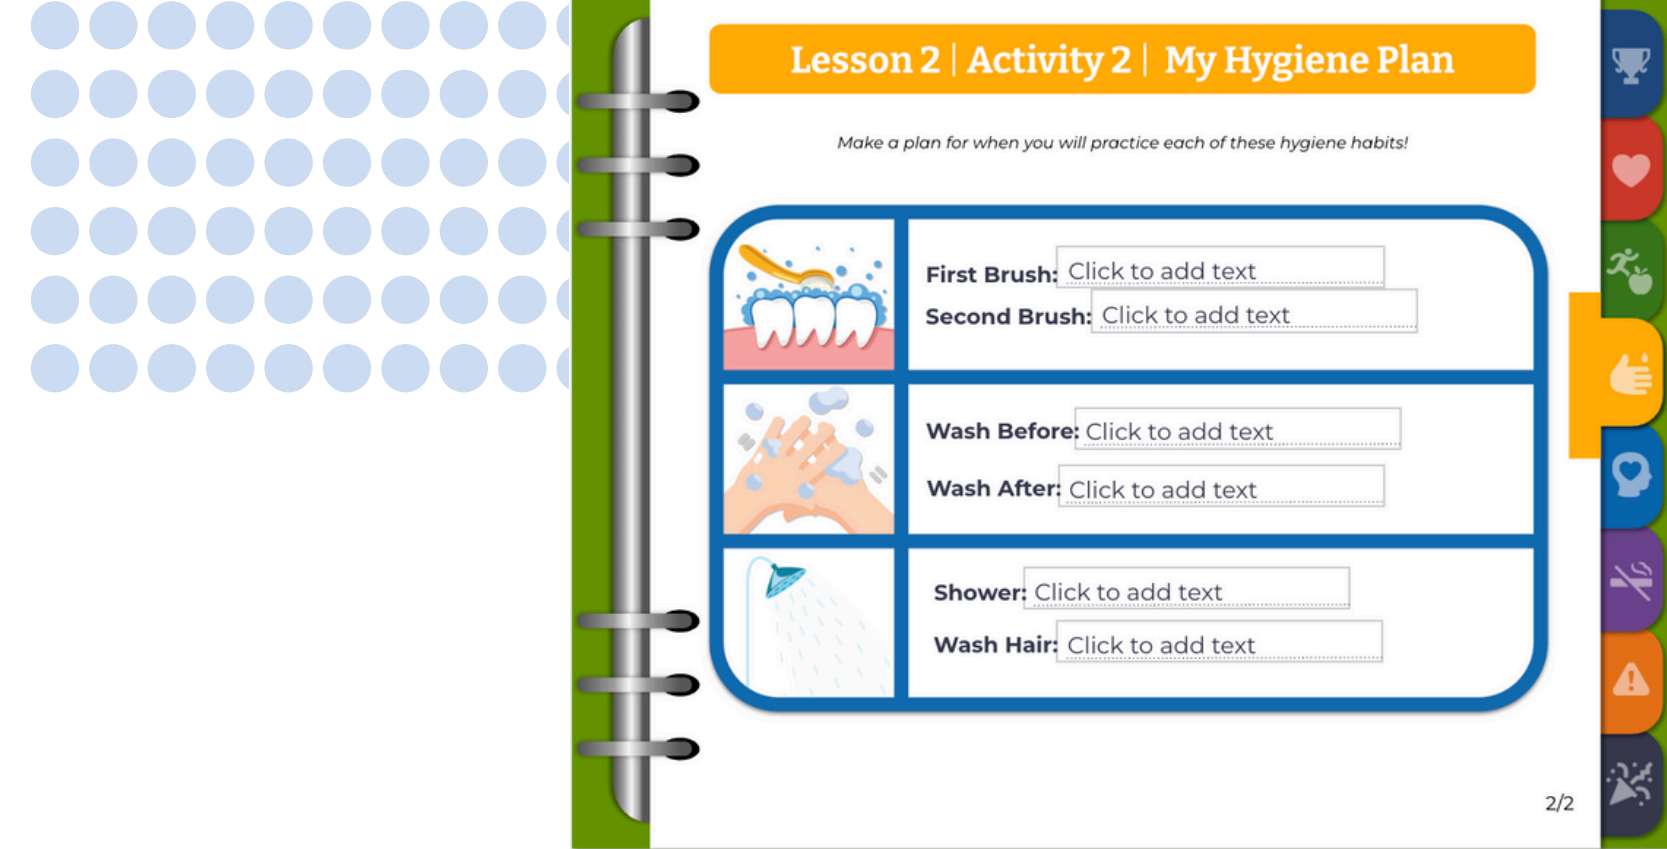 Lesson 2 | Activity 2 | My Hygiene Plan
Make a plan for when you will practice each of these hygiene habits!
First Brush: Click to add text
Second Brush: Click to add text
Wash Before: Click to add text
Wash After: Click to add text
Shower: Click to add text
Wash Hair: Click to add text
2/2